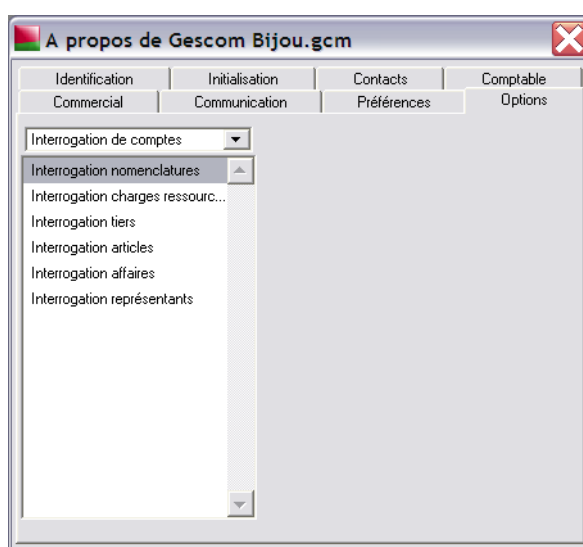 A propos de Gescom Bijou.gcm
Identification Initialisation Contacts Comptable
Commercial Communication Préférences Options
Interrogation de comptes
Interrogation nomenclatures
Interrogation charges ressourc...
Interrogation tiers
Interrogation articles
Interrogation affaires
Interrogation représentants